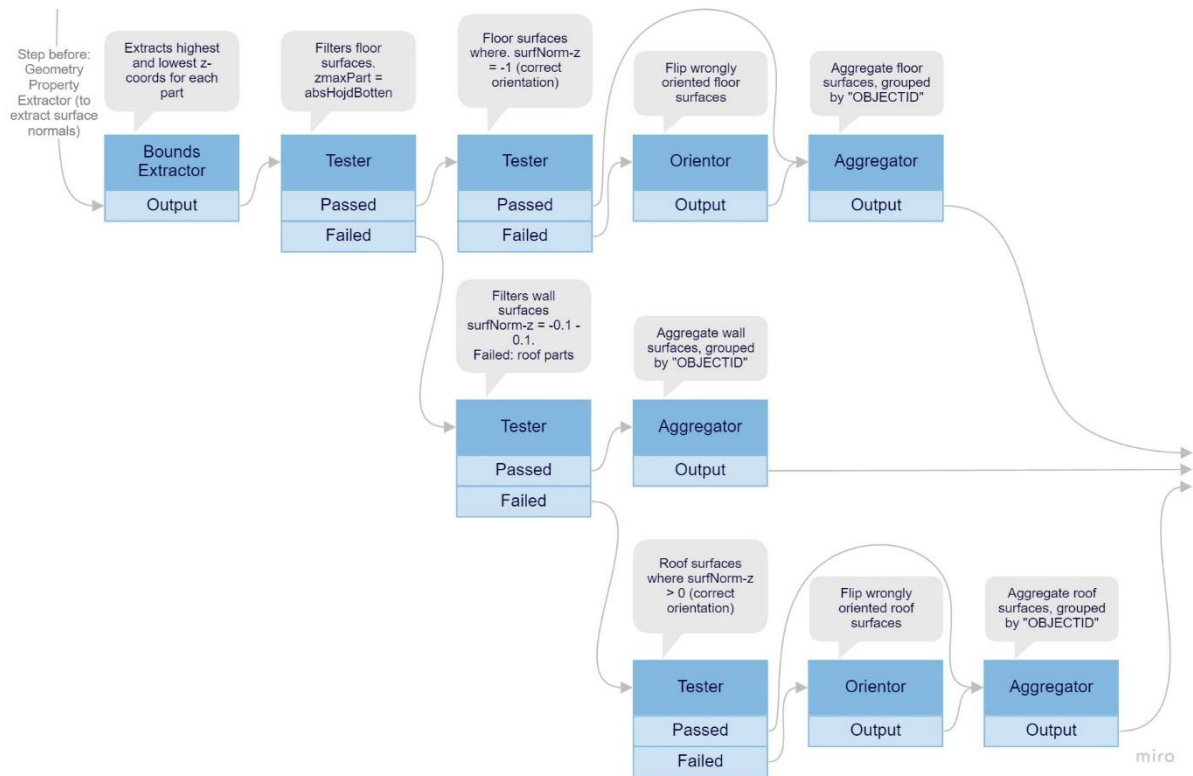 Step before:
Geometry
Property
Extractor (to
extract surface
normals)
Extracts highest
and lowest z-
coords for each
part
Bounds
Extractor
Output
Filters floor
surfaces.
zmaxPart =
absHojdBotten
Tester
Passed
Failed
Floor surfaces
where. surfNorm-z
= -1 (correct
orientation)
Tester
Passed
Failed
Flip wrongly
oriented floor
surfaces
Orientor
Output
Aggregate floor
surfaces, grouped
by "OBJECTID"
Aggregator
Output
Filters wall
surfaces
surfNorm-z = -0.1 -
0.1.
Failed: roof parts
Tester
Passed
Failed
Aggregate wall
surfaces, grouped
by "OBJECTID"
Aggregator
Output
Roof surfaces
where surfNorm-z
> 0 (correct
orientation)
Tester
Passed
Failed
Flip wrongly
oriented roof
surfaces
Orientor
Output
Aggregate roof
surfaces, grouped
by "OBJECTID"
Aggregator
Output
miro